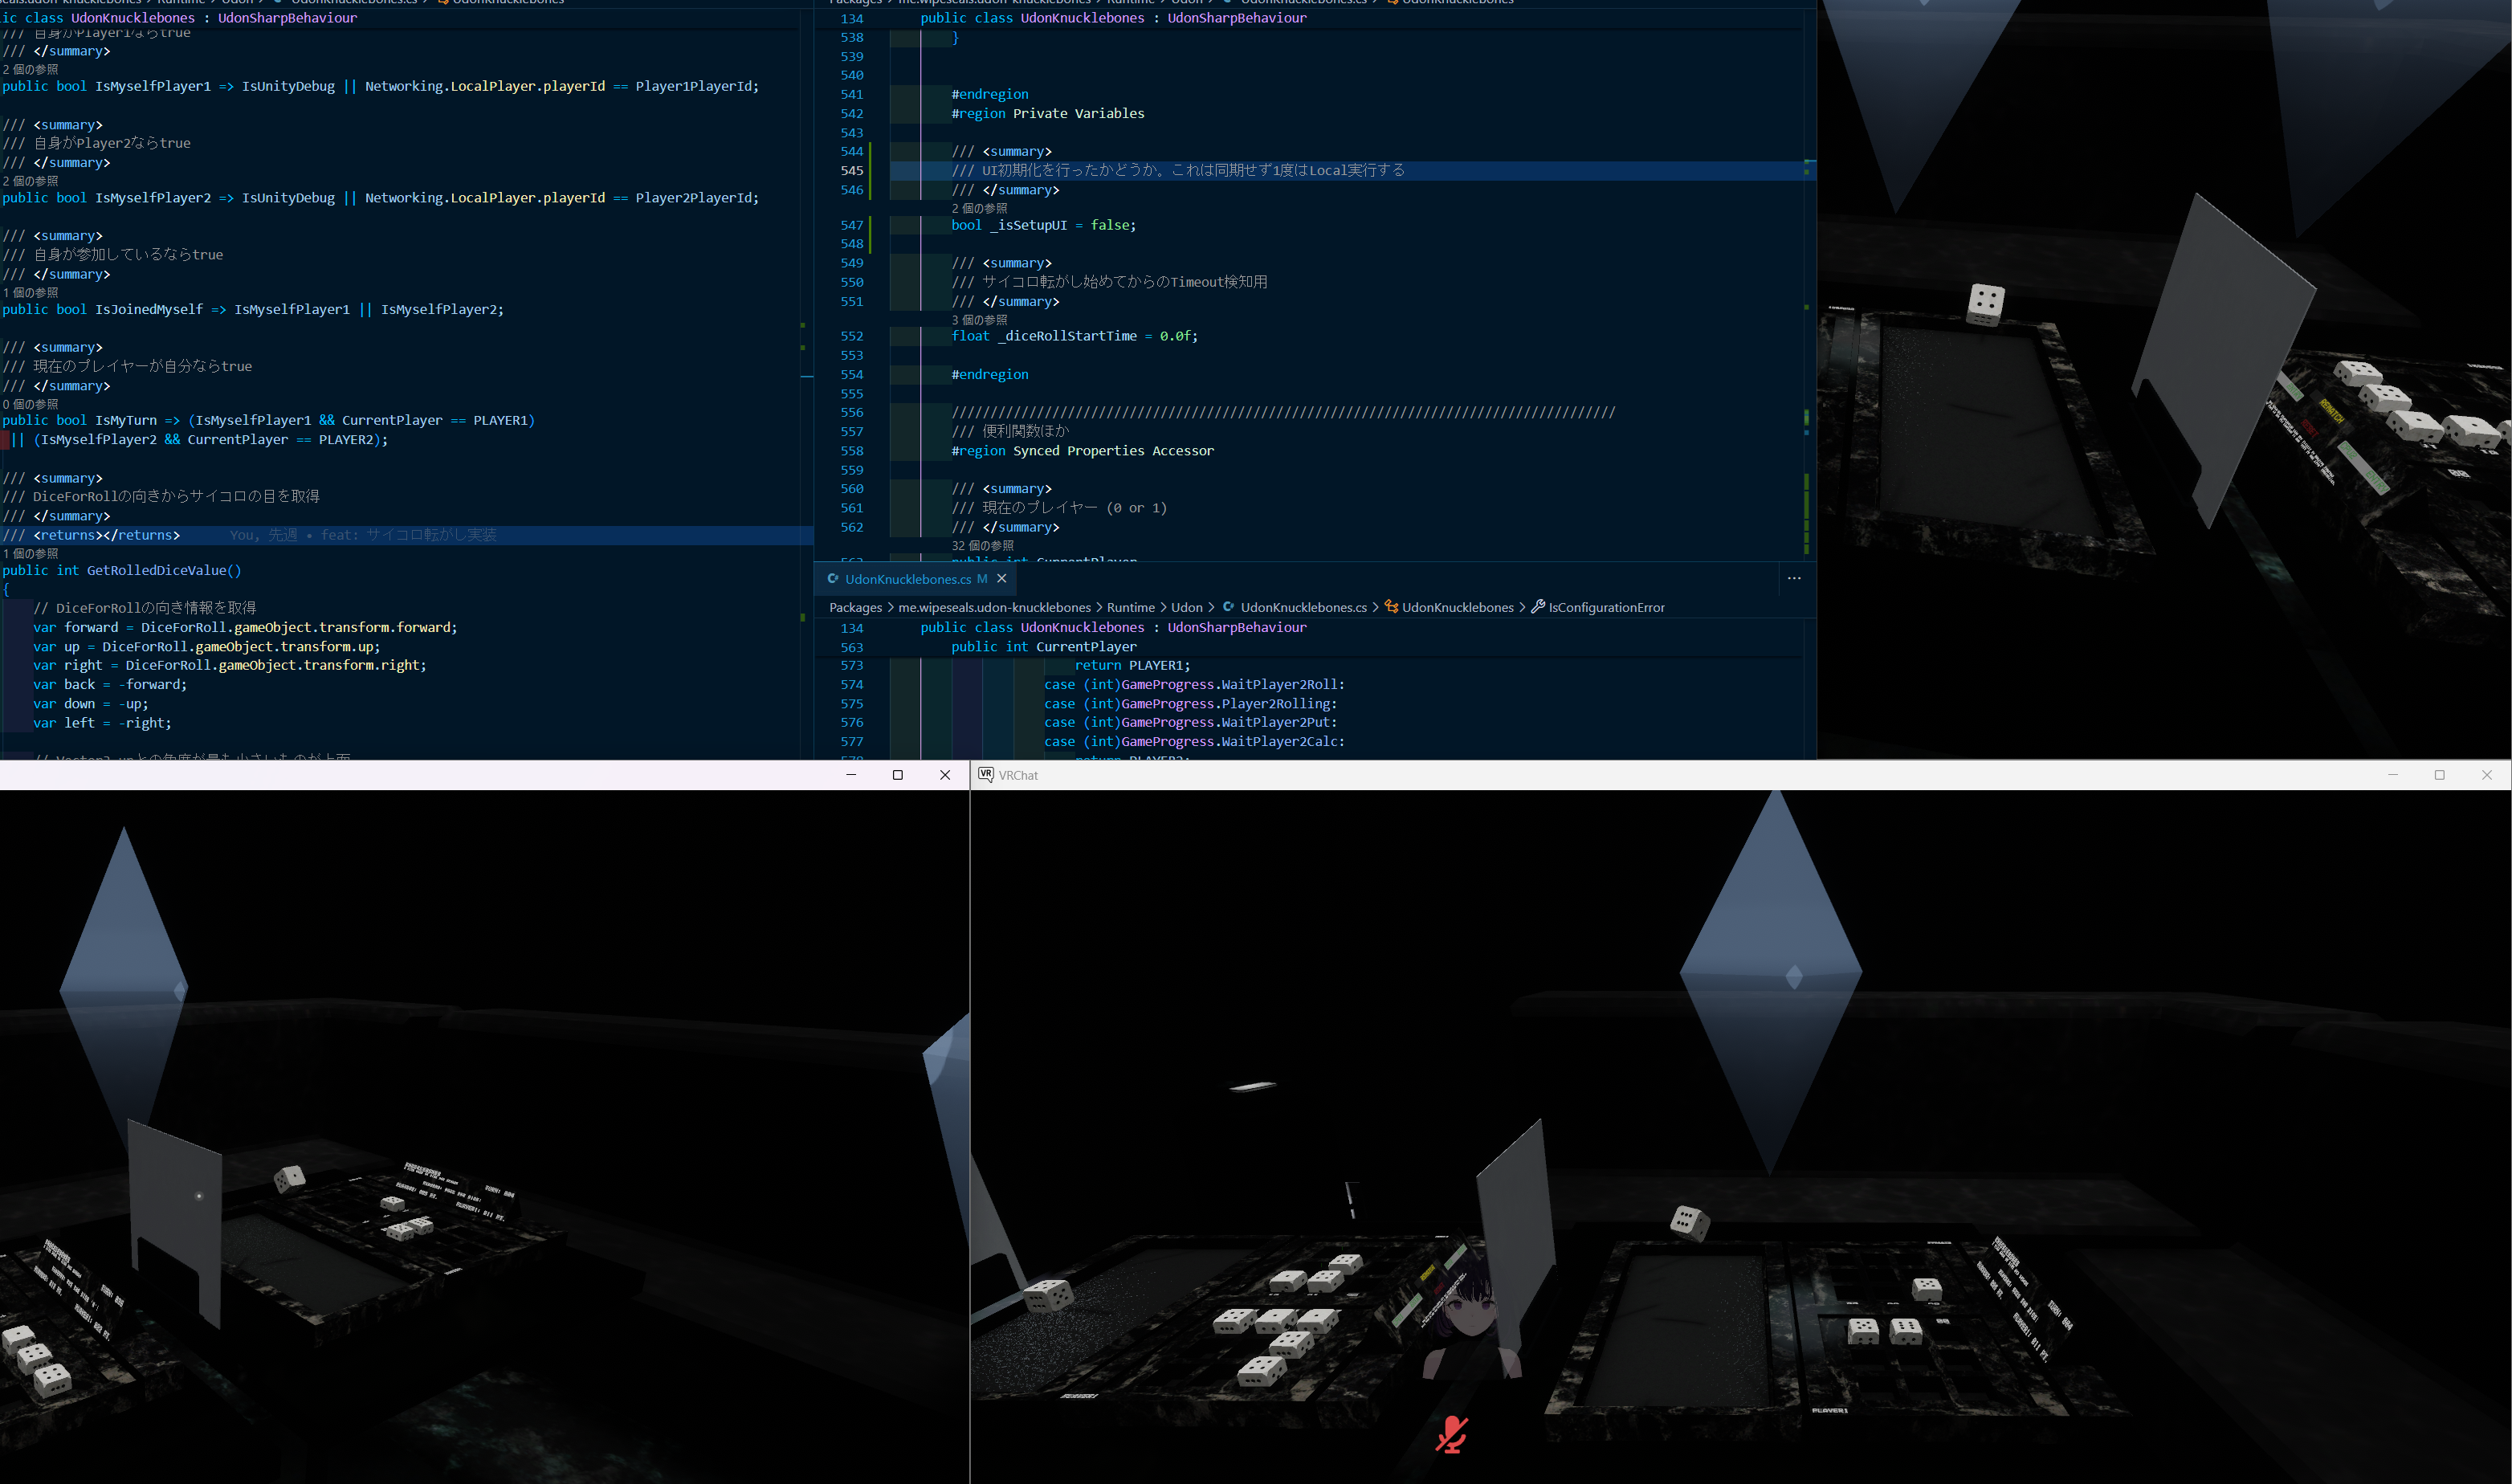 ic class UdonKnucklebones : UdonSharpBehaviour
/// 自身がPlayer1ならtrue
/// </summary>
2 個の参照
public bool IsMyselfPlayer1 => IsUnityDebug || Networking.LocalPlayer.playerId == Player1PlayerId;
/// <summary>
/// 自身がPlayer2ならtrue
/// </summary>
2 個の参照
public bool IsMyselfPlayer2 => IsUnityDebug || Networking.LocalPlayer.playerId == Player2PlayerId;
/// <summary>
/// 自身が参加しているならtrue
/// </summary>
1 個の参照
public bool IsJoinedMyself => IsMyselfPlayer1 || IsMyselfPlayer2;
/// <summary>
/// 現在のプレイヤーが自分ならtrue
/// </summary>
0 個の参照
public bool IsMyTurn => (IsMyselfPlayer1 && CurrentPlayer == PLAYER1)
|| (IsMyselfPlayer2 && CurrentPlayer == PLAYER2);
/// <summary>
/// DiceForRollの向きからサイコロの目を取得
/// </summary>
/// <returns></returns> You, 先週 • feat: サイコロ転がし実装
1 個の参照
public int GetRolledDiceValue()
{
// DiceForRollの向き情報を取得
var forward = DiceForRoll.gameObject.transform.forward;
var up = DiceForRoll.gameObject.transform.up;
var right = DiceForRoll.gameObject.transform.right;
var back = -forward;
var down = -up;
var left = -right;
134 public class UdonKnucklebones : UdonSharpBehaviour
538 }
539
540
541 #endregion
542 #region Private Variables
543
544 /// <summary>
545 /// UI初期化を行ったかどうか。これは同期せず1度はLocal実行する
546 /// </summary>
2 個の参照
547 bool _isSetupUI = false;
548
549 /// <summary>
550 /// サイコロ転がし始めてからのTimeout検知用
551 /// </summary>
3 個の参照
552 float _diceRollStartTime = 0.0f;
553
554 #endregion
555
556 //////////////////////////////////////////////////////////////////////////////////////
557 /// 便利関数ほか
558 #region Synced Properties Accessor
559
560 /// <summary>
561 /// 現在のプレイヤー (0 or 1)
562 /// </summary>
32 個の参照
563 public int CurrentPlayer
UdonKnucklebones.cs M
Packages > me.wipeseals.udon-knucklebones > Runtime > Udon > UdonKnucklebones.cs > UdonKnucklebones > IsConfigurationError
134 public class UdonKnucklebones : UdonSharpBehaviour
563 public int CurrentPlayer
573 return PLAYER1;
574 case (int)GameProgress.WaitPlayer2Roll:
575 case (int)GameProgress.Player2Rolling:
576 case (int)GameProgress.WaitPlayer2Put:
577 case (int)GameProgress.WaitPlayer2Calc:
return PLAYER2;
REMATCH
RESET
VRChat
PLAYER1